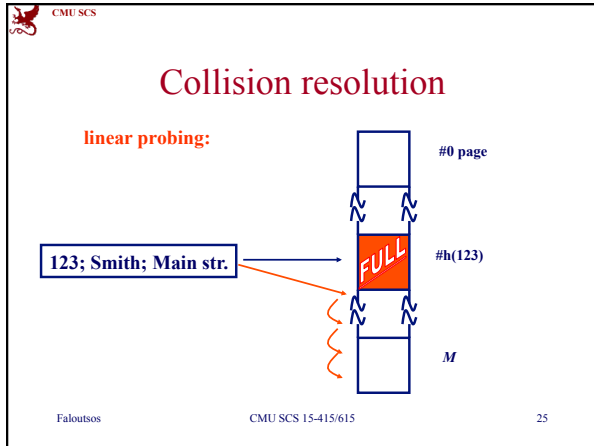 CMU SCS
Collision resolution
linear probing:
#0 page
FULL
#h(123)
123; Smith; Main str.
M
Faloutsos CMU SCS 15-415/615 25